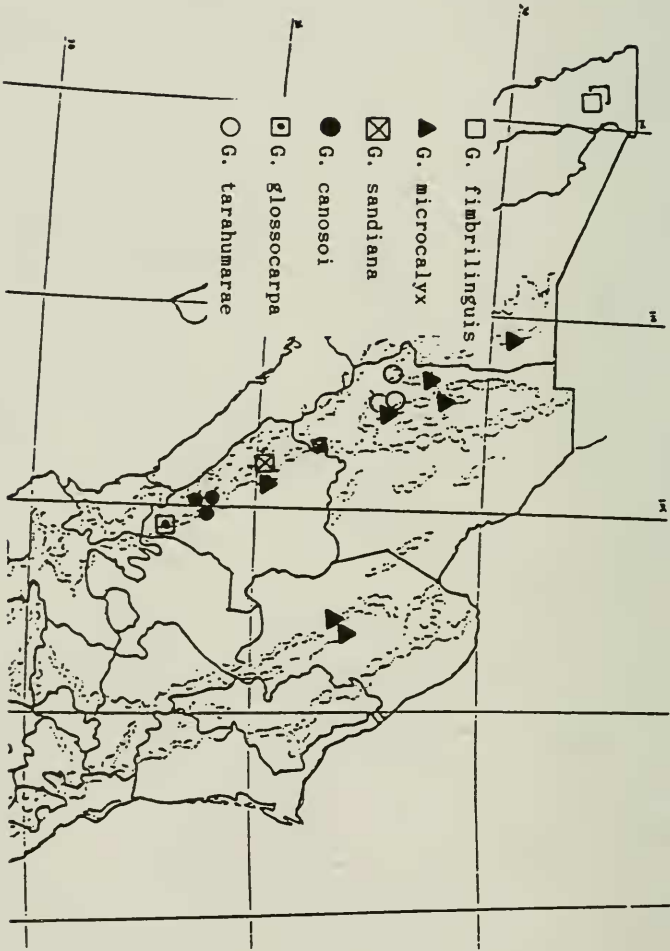 G. fimbrilinguis
G. microcalyx
G. sandiana
G. canosoi
G. glossocarpa
G. tarahumarae